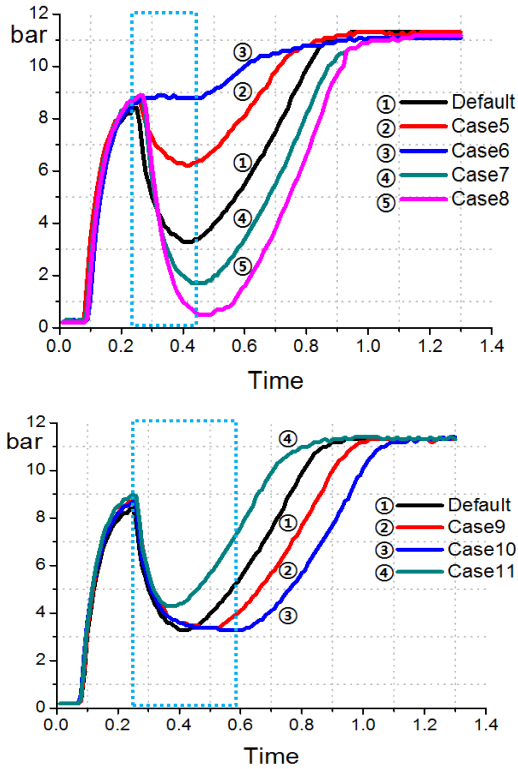 bar
12
10
8
6
4
2
0
0.0 0.2 0.4 0.6 0.8 1.0 1.2 1.4
Time
③
②
①
④
⑤
① Default
② Case5
③ Case6
④ Case7
⑤ Case8
bar
12
10
8
6
4
2
0
0.0 0.2 0.4 0.6 0.8 1.0 1.2 1.4
Time
④
①
②
③
① Default
② Case9
③ Case10
④ Case11